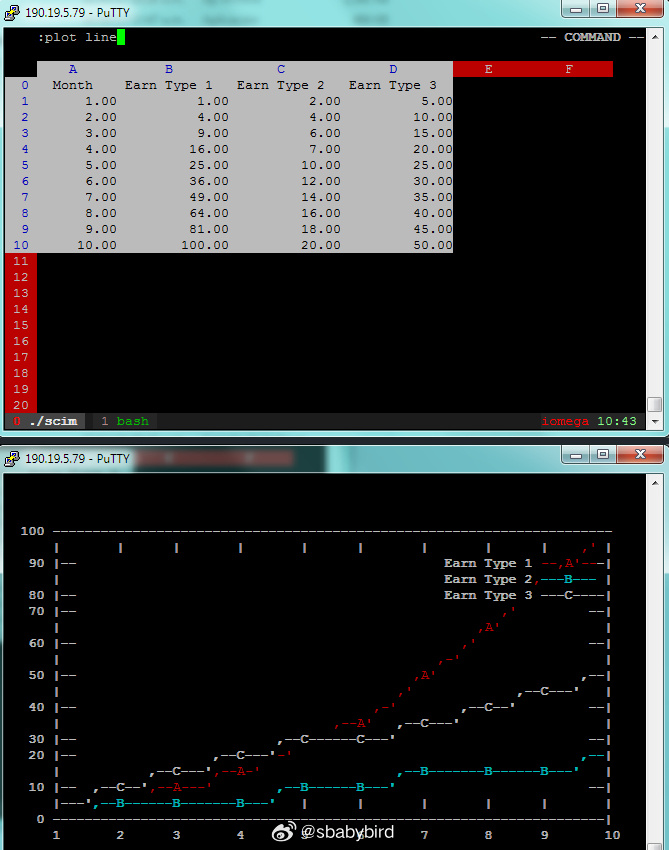 190.19.5.79 - PuTTY
:plot line -- COMMAND --
A B C D E F
0 Month Earn Type 1 Earn Type 2 Earn Type 3
1 1.00 1.00 2.00 5.00
2 2.00 4.00 4.00 10.00
3 3.00 9.00 6.00 15.00
4 4.00 16.00 7.00 20.00
5 5.00 25.00 10.00 25.00
6 6.00 36.00 12.00 30.00
7 7.00 49.00 14.00 35.00
8 8.00 64.00 16.00 40.00
9 9.00 81.00 18.00 45.00
10 10.00 100.00 20.00 50.00
11
12
13
14
15
16
17
18
19
20
0 ./scim 1 bash iomega 10:43
190.19.5.79 - PuTTY
100
90 Earn Type 1 A
80 Earn Type 2 B
70 Earn Type 3 C
60 A
50 A
40 C
30 C C A C C
20 C
10 C C A A B B B B B
0 B B B
1 2 3 4 5 6 7 8 9 10
@sbabybird